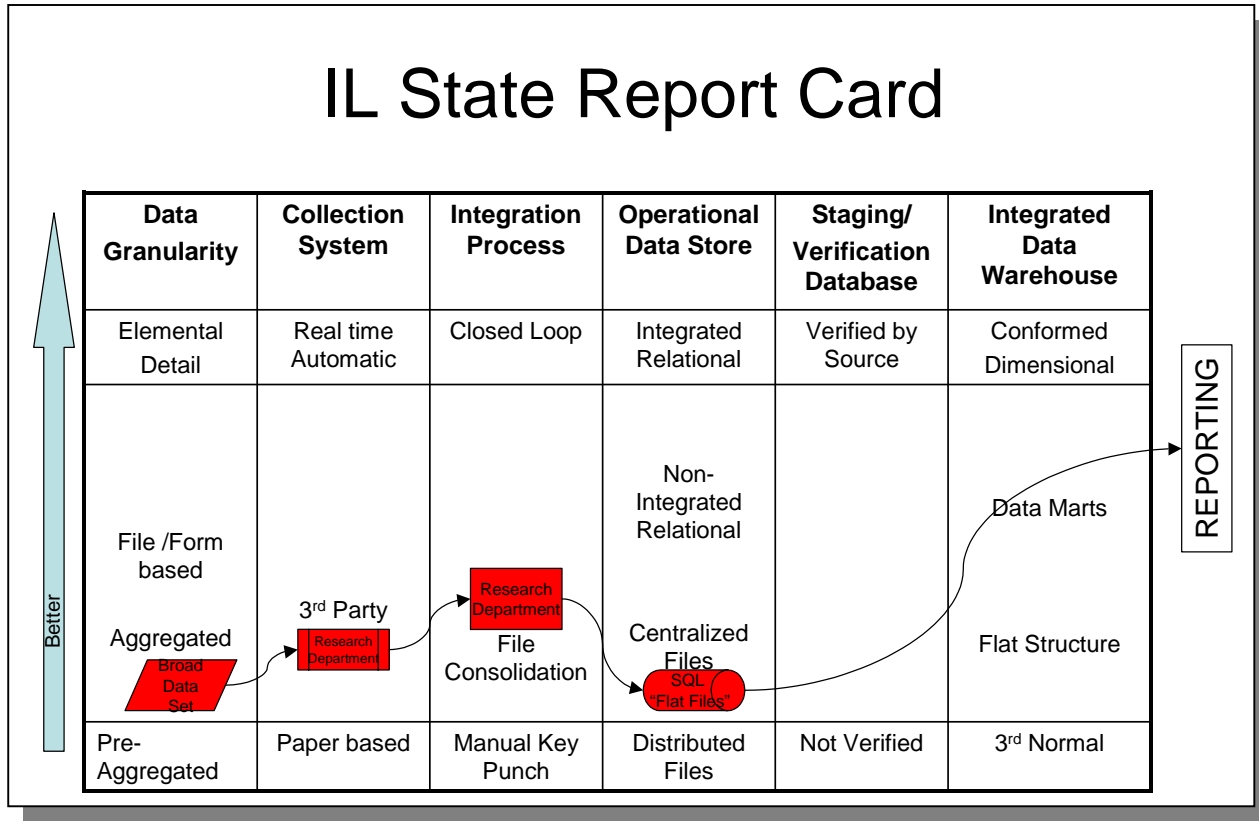 IL State Report Card
Data
Granularity
Collection
System
Integration
Process
Operational
Data Store
Staging/
Verification
Database
Integrated
Data
Warehouse
Elemental
Detail
Real time
Automatic
Closed Loop
Integrated
Relational
Verified by
Source
Conformed
Dimensional
File /Form
based
Aggregated
Broad
Data
Set
3rd Party
Research
Department
Research
Department
File
Consolidation
Non-
Integrated
Relational
Centralized
Files
SQL
“Flat Files”
Data Marts
Flat Structure
Pre-
Aggregated
Paper based
Manual Key
Punch
Distributed
Files
Not Verified
3rd Normal
Better
REPORTING